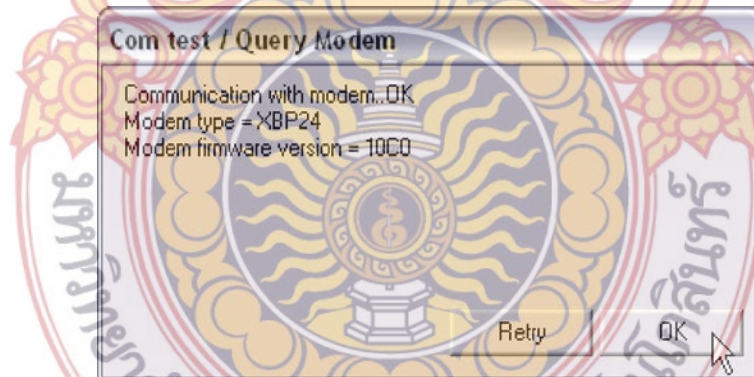 Com test / Query Modem
Communication with modem..OK
Modem type = XBP24
Modem firmware version = 10C0
Retry
OK